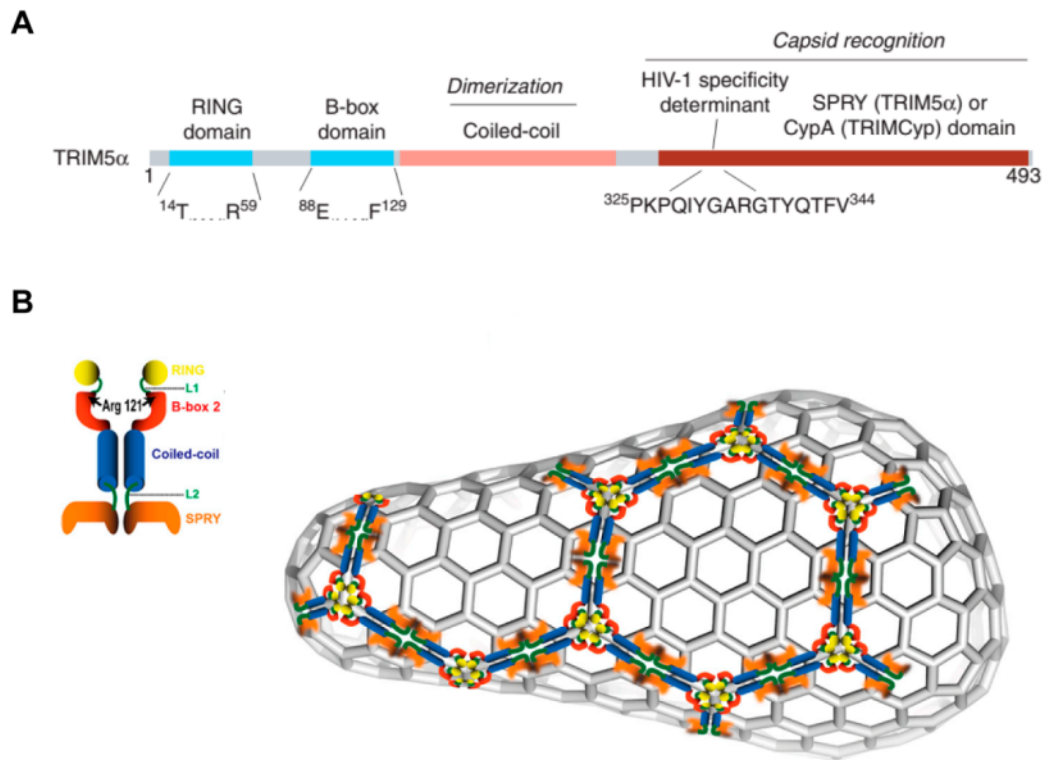 A
Capsid recognition
Dimerization
HIV-1 specificity
determinant
RING
domain
B-box
domain
Coiled-coil
SPRY (TRIM5α) or
CypA (TRIMCyp) domain
TRIM5α
1
493
¹⁴T......R⁵⁹
⁸⁸E......F¹²⁹
³²⁵PKPQIYGARGTYQTFV³⁴⁴
B
RING
L1
Arg 121
B-box 2
Coiled-coil
L2
SPRY